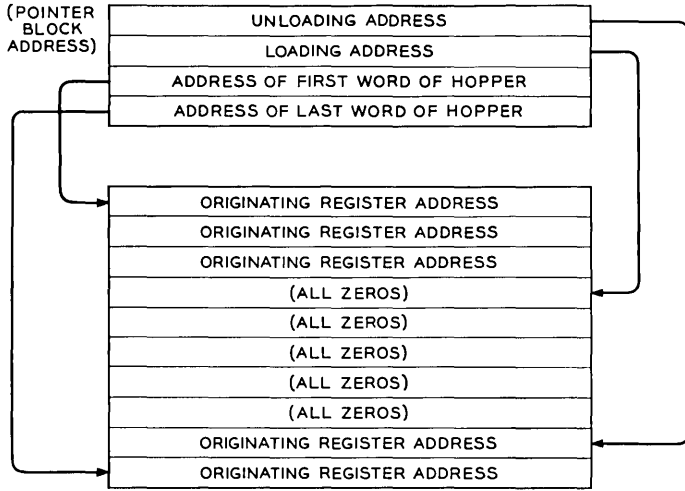 (POINTER
BLOCK
ADDRESS)
UNLOADING ADDRESS
LOADING ADDRESS
ADDRESS OF FIRST WORD OF HOPPER
ADDRESS OF LAST WORD OF HOPPER
ORIGINATING REGISTER ADDRESS
ORIGINATING REGISTER ADDRESS
ORIGINATING REGISTER ADDRESS
(ALL ZEROS)
(ALL ZEROS)
(ALL ZEROS)
(ALL ZEROS)
(ALL ZEROS)
ORIGINATING REGISTER ADDRESS
ORIGINATING REGISTER ADDRESS